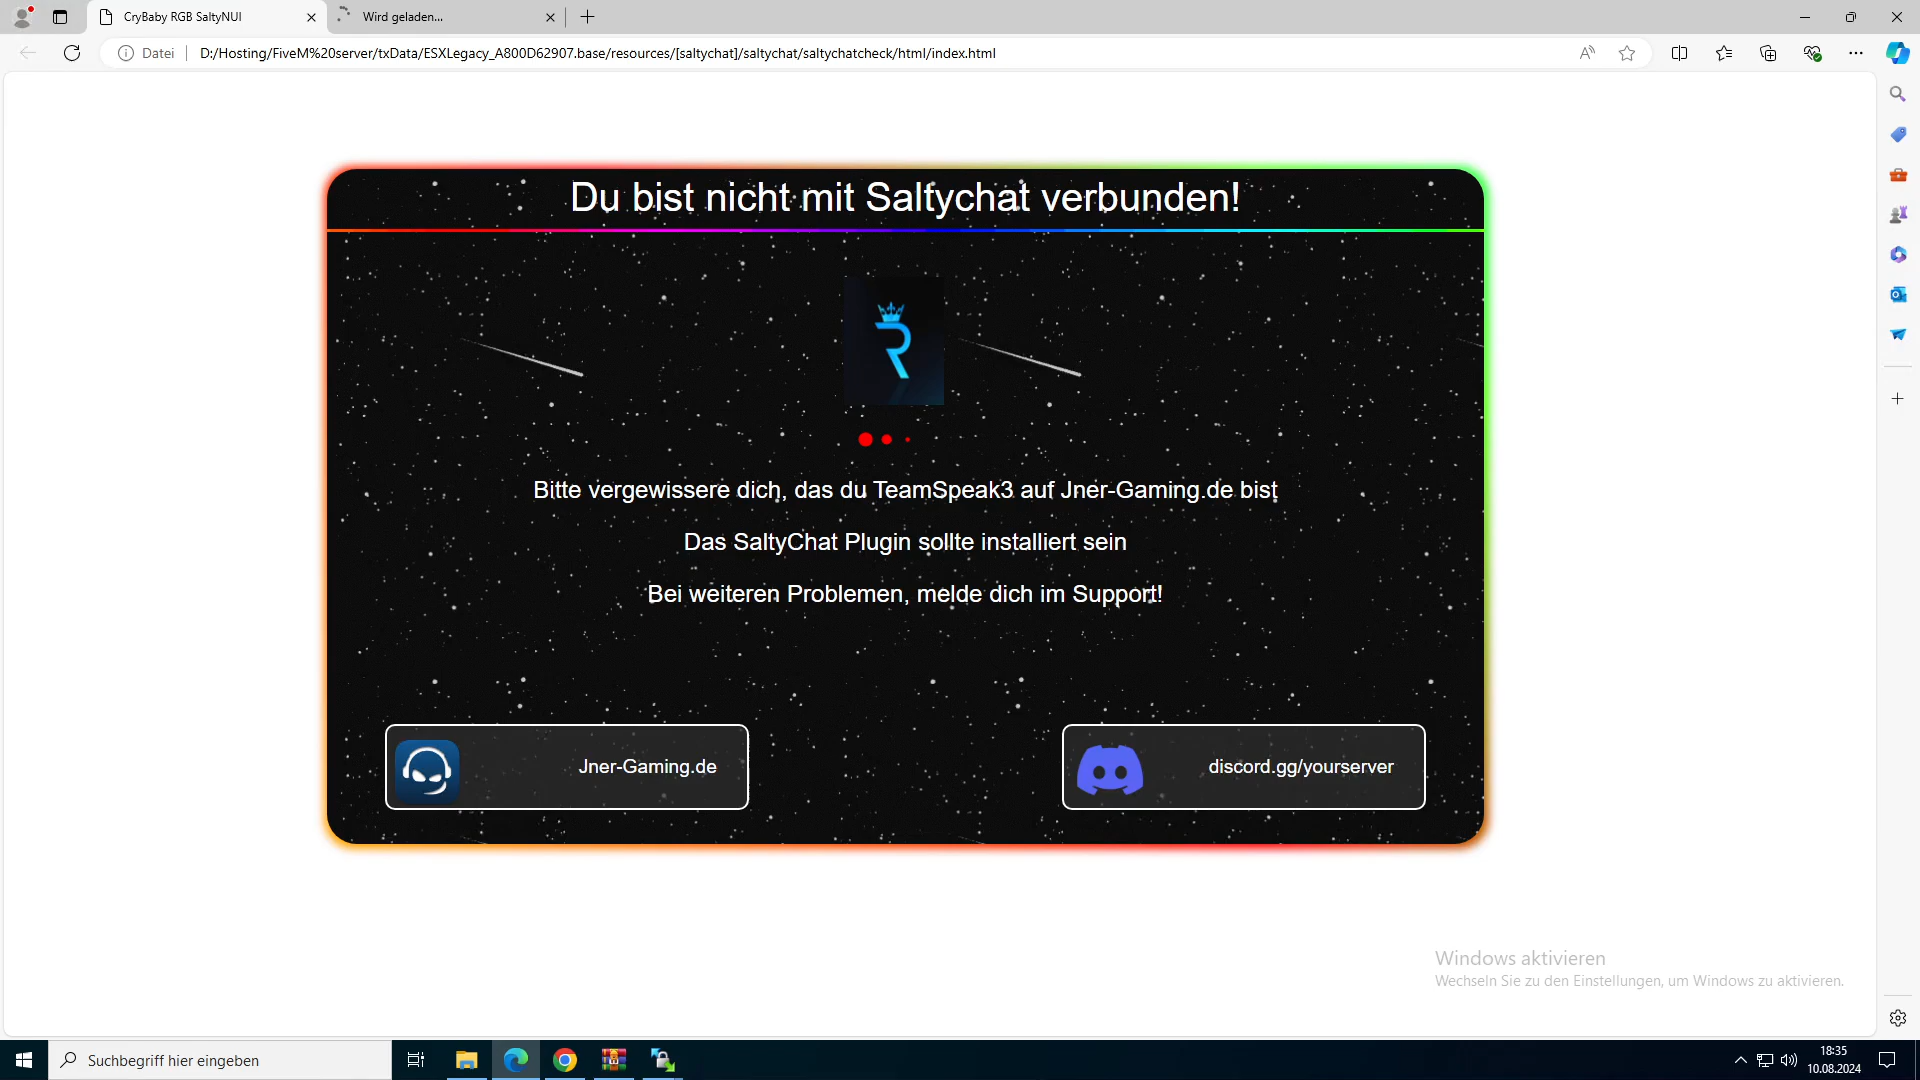 CryBaby RGB SaltyNUI
Wird geladen...
Datei
D:/Hosting/FiveM%20server/txData/ESXLegacy_A800D62907.base/resources/[saltychat]/saltychat/saltychatcheck/html/index.html
Du bist nicht mit Saltychat verbunden!
R
Bitte vergewissere dich, das du TeamSpeak3 auf Jner-Gaming.de bist
Das SaltyChat Plugin sollte installiert sein
Bei weiteren Problemen, melde dich im Support!
Jner-Gaming.de
discord.gg/yourserver
Windows aktivieren
Wechseln Sie zu den Einstellungen, um Windows zu aktivieren.
Suchbegriff hier eingeben
18:35
10.08.2024